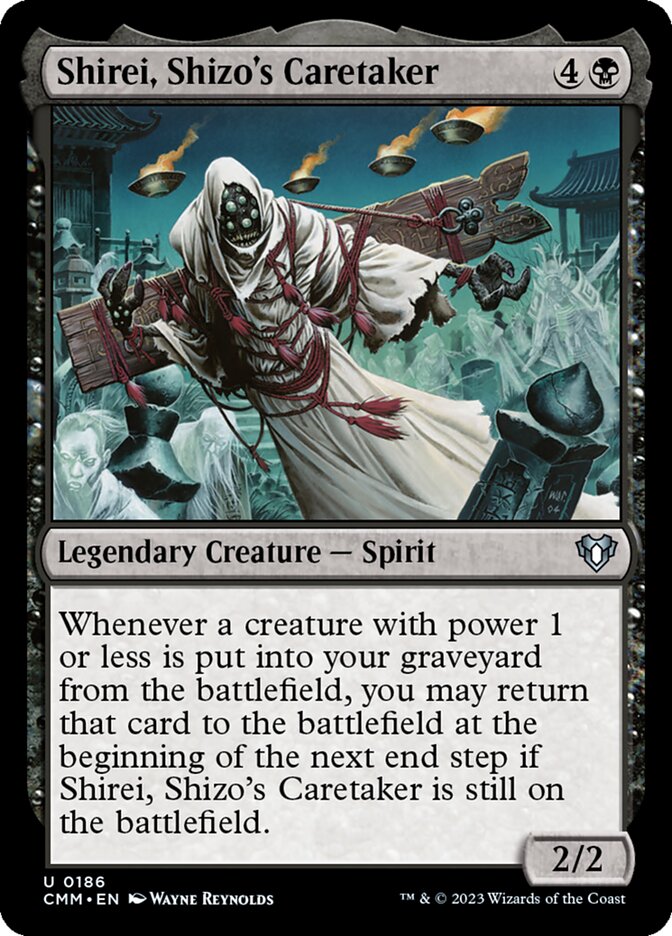 Shirei, Shizo's Caretaker 4
Legendary Creature — Spirit
Whenever a creature with power 1
or less is put into your graveyard
from the battlefield, you may return
that card to the battlefield at the
beginning of the next end step if
Shirei, Shizo's Caretaker is still on
the battlefield.
2/2
U 0186
CMM • EN Wayne Reynolds
™ & © 2023 Wizards of the Coast